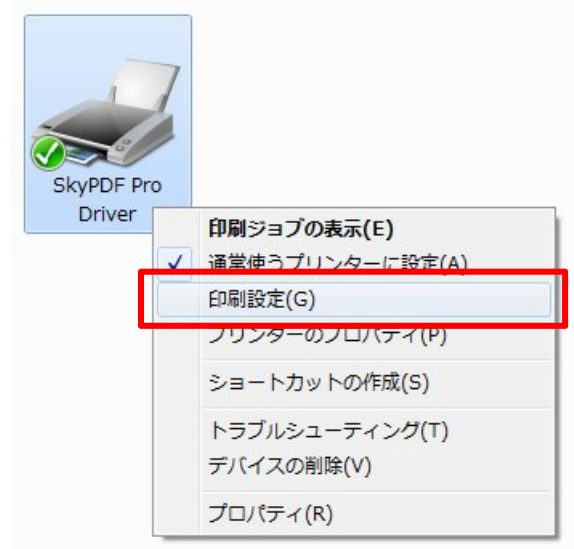 SkyPDF Pro
Driver
印刷ジョブの表示(E)
通常使うプリンターに設定(A)
印刷設定(G)
プリンターのプロパティ(P)
ショートカットの作成(S)
トラブルシューティング(T)
デバイスの削除(V)
プロパティ(R)